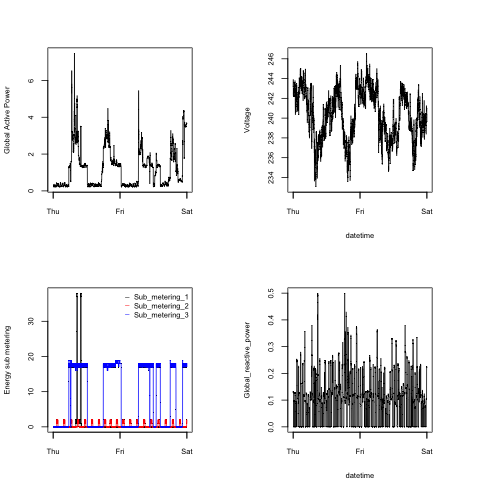 Global Active Power
0
2
4
6
Thu
Fri
Sat
Voltage
234
236
238
240
242
246
datetime
Thu
Fri
Sat
Energy sub metering
0
10
20
30
Thu
Fri
Sat
Sub_metering_1
Sub_metering_2
Sub_metering_3
Global_reactive_power
0.0
0.1
0.2
0.3
0.4
0.5
Thu
Fri
Sat
datetime